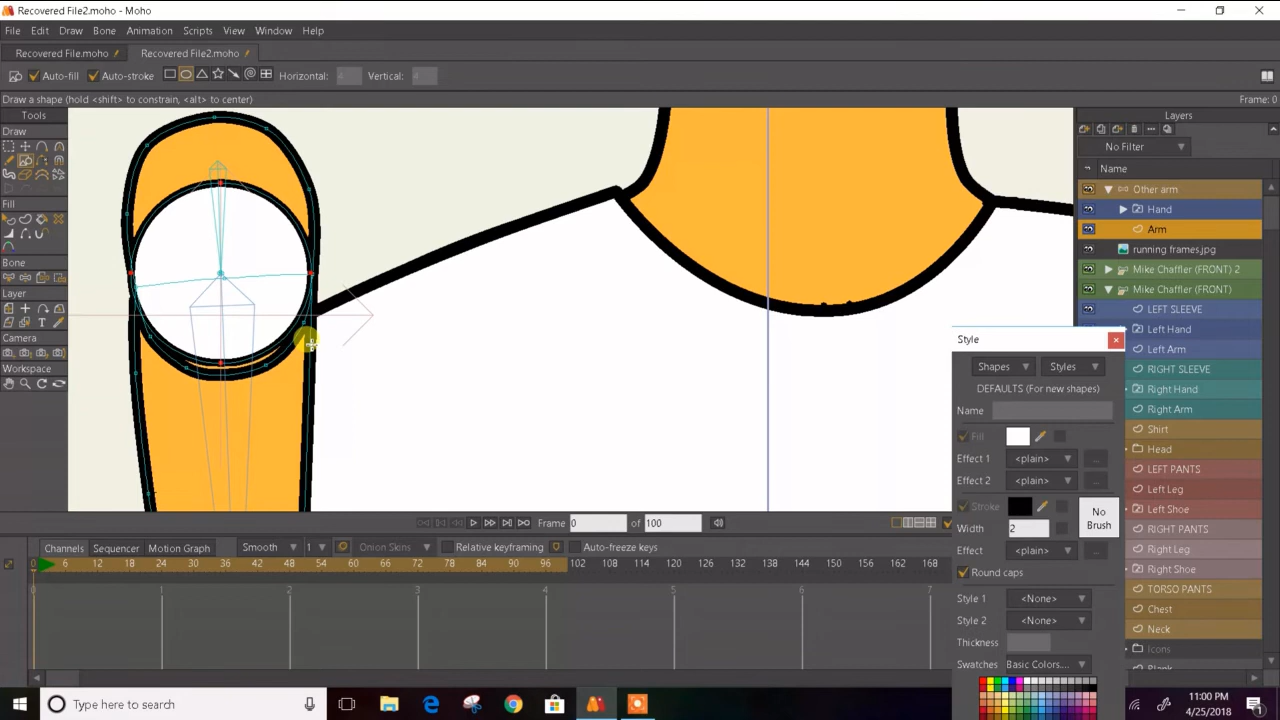 Recovered File2.moho - Moho
File Edit Draw Bone Animation Scripts View Window Help
Recovered File.moho Recovered File2.moho
Auto-fill Auto-stroke Horizontal: 4 Vertical: 4
Draw a shape (hold <shift> to constrain, <alt> to center) Frame: 0
Tools
Draw
Fill
Bone
Layer
Camera
Workspace
Layers
No Filter
Name
Other arm
Hand
Arm
running frames.jpg
Mike Chaffler (FRONT) 2
Mike Chaffler (FRONT)
LEFT SLEEVE
Left Hand
Left Arm
RIGHT SLEEVE
Right Hand
Right Arm
Shirt
Head
LEFT PANTS
Left Leg
Left Shoe
RIGHT PANTS
Right Leg
Right Shoe
TORSO PANTS
Chest
Neck
Icons
Blank
Style
Shapes Styles
DEFAULTS (For new shapes)
Name
Fill
Effect 1 <plain> ...
Effect 2 <plain> ...
Stroke
No Brush
Width 2
Effect <plain> ...
Round caps
Style 1 <None>
Style 2 <None>
Thickness
Swatches Basic Colors...
Frame 0 of 100
Channels Sequencer Motion Graph Smooth 1 Onion Skins Relative keyframing Auto-freeze keys
0 6 12 18 24 30 36 42 48 54 60 66 72 78 84 90 96 102 108 114 120 126 132 138 144 150 156 162 168
0 1 2 3 4 5 6 7
Type here to search
11:00 PM
4/25/2018
1